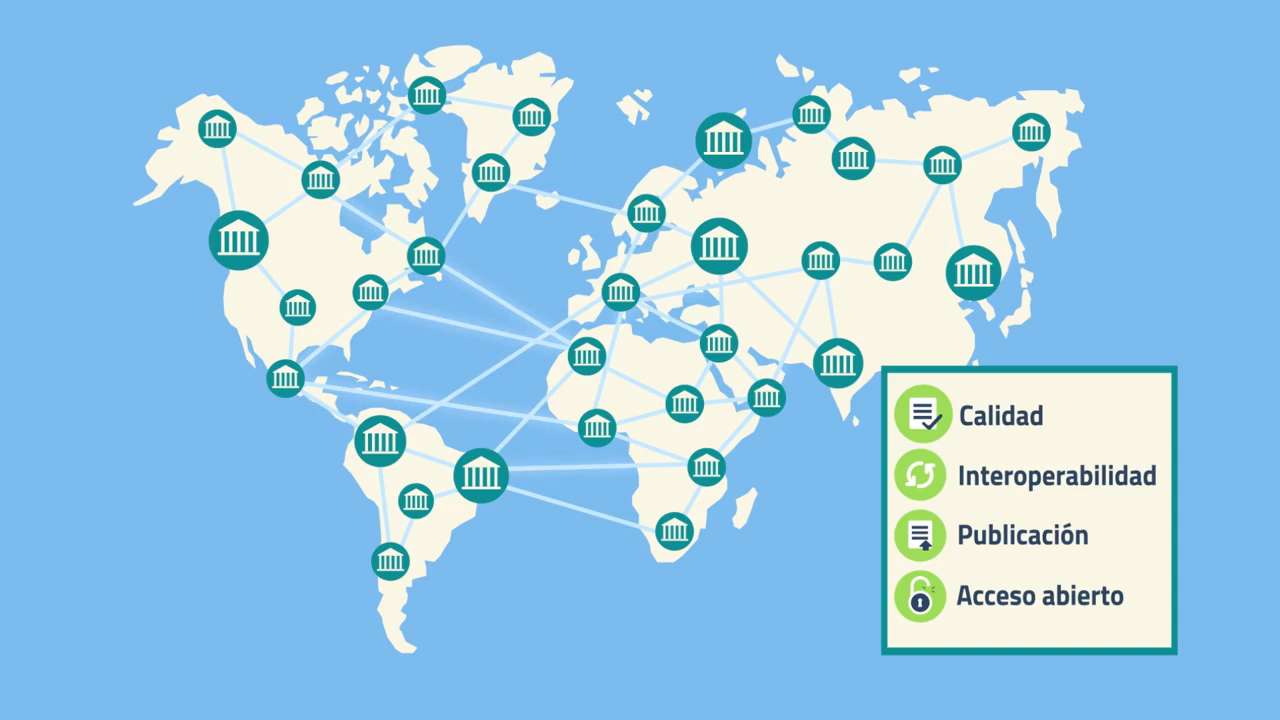 Calidad
Interoperabilidad
Publicación
Acceso abierto